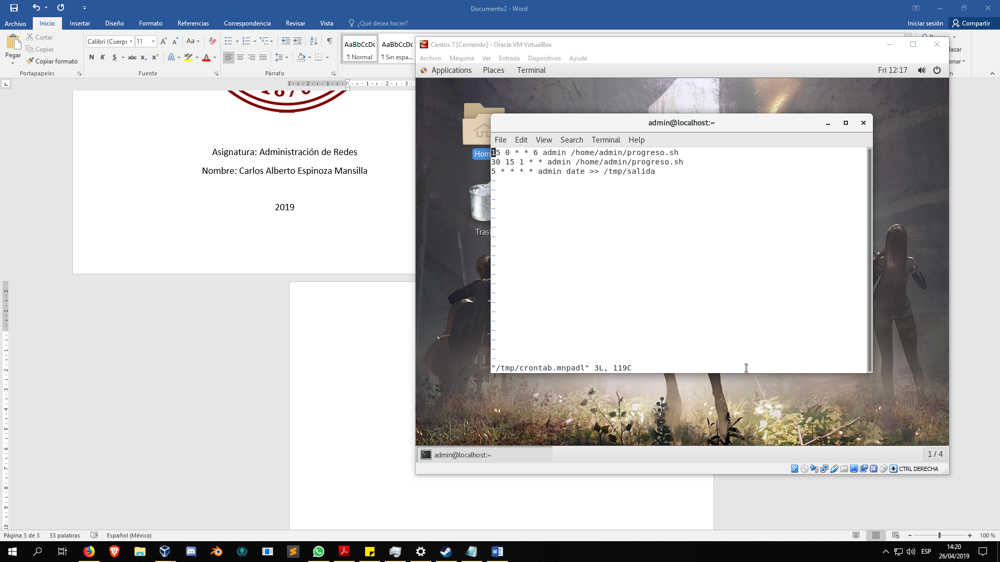 Documento2 - Word
Archivo
Inicio
Insertar
Diseño
Formato
Referencias
Correspondencia
Revisar
Vista
¿Qué desea hacer?
Iniciar sesión
Compartir
Pegar
Cortar
Copiar
Copiar formato
Portapapeles
Calibri (Cuerpo
11
Aa
N K S abc x₂ x²
Fuente
Párrafo
AaBbCcDc
¶ Normal
AaBbCcDc
¶ Sin espa...
Centos 7 [Corriendo] - Oracle VM VirtualBox
Archivo Máquina Ver Entrada Dispositivos Ayuda
Applications Places Terminal
Fri 12:17
Home
Trash
admin@localhost:~
File Edit View Search Terminal Help
15 0 * * 6 admin /home/admin/progreso.sh
30 15 1 * * admin /home/admin/progreso.sh
5 * * * * admin date >> /tmp/salida
"/tmp/crontab.mnpadl" 3L, 119C
admin@localhost:~
1 / 4
CTRL DERECHA
Asignatura: Administración de Redes
Nombre: Carlos Alberto Espinoza Mansilla
2019
Página 3 de 3
33 palabras
Español (México)
100 %
ESP
14:20
26/04/2019